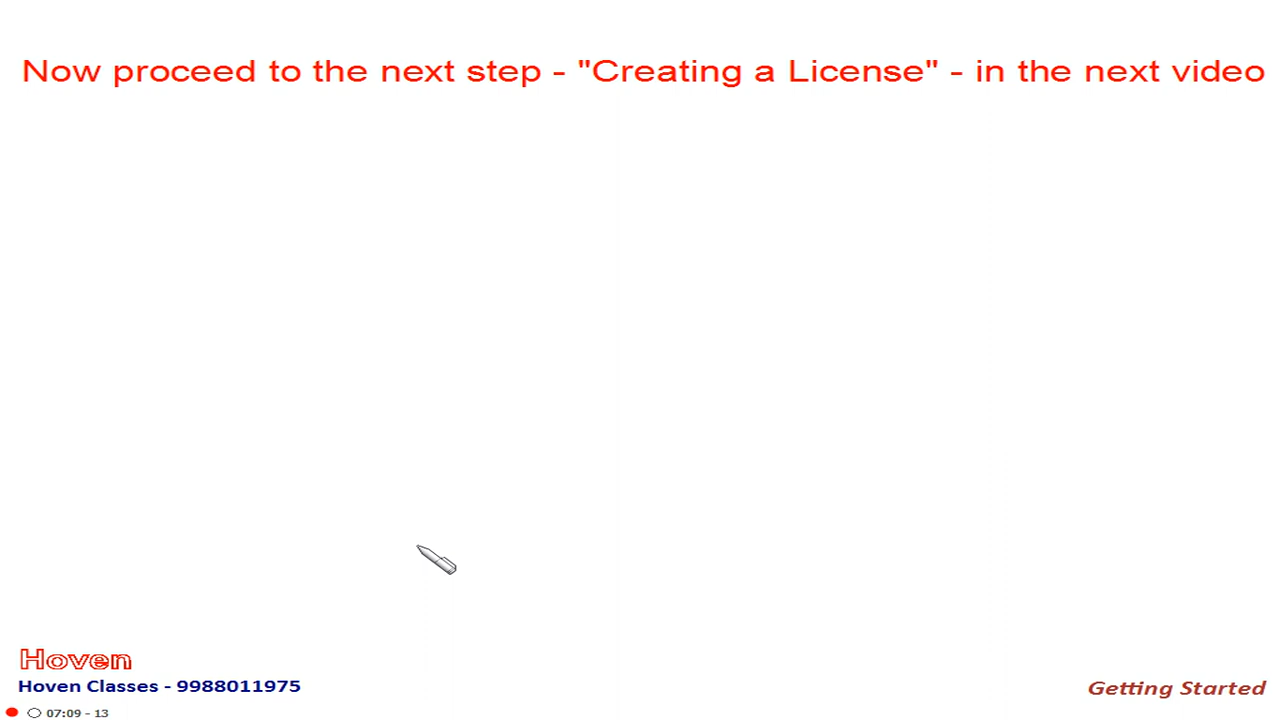 Now proceed to the next step - "Creating a License" - in the next video
Hoven
Hoven Classes - 9988011975
Getting Started
07:09 - 13